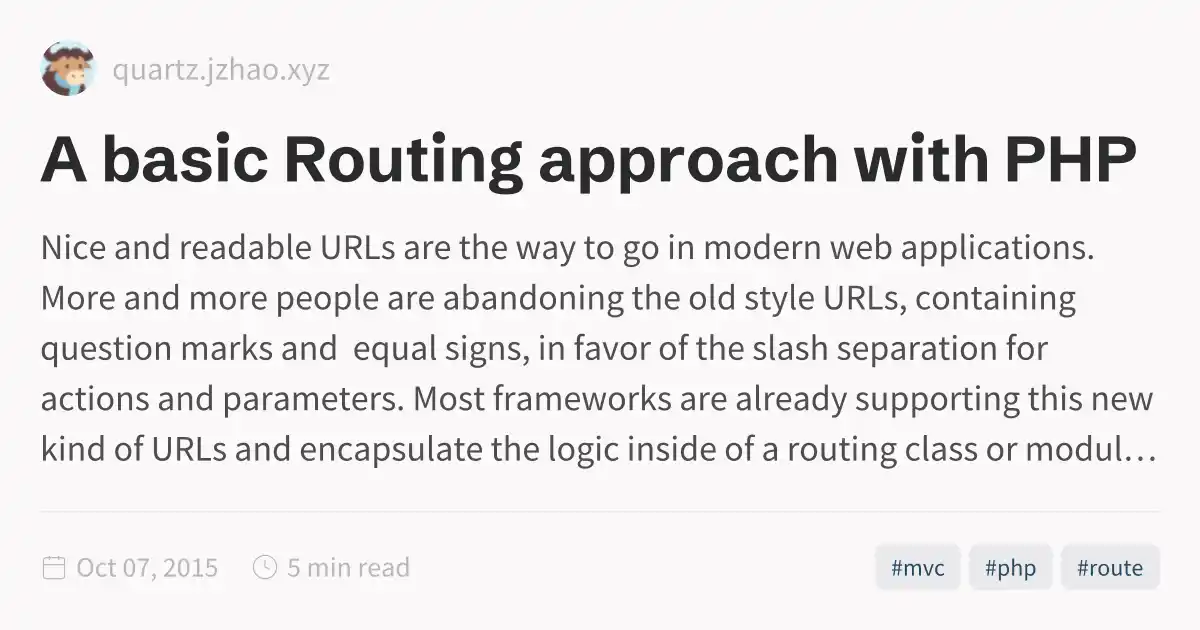 quartz.jzhao.xyz
A basic Routing approach with PHP
Nice and readable URLs are the way to go in modern web applications.
More and more people are abandoning the old style URLs, containing
question marks and  equal signs, in favor of the slash separation for
actions and parameters. Most frameworks are already supporting this new
kind of URLs and encapsulate the logic inside of a routing class or modul…
Oct 07, 2015 5 min read #mvc #php #route